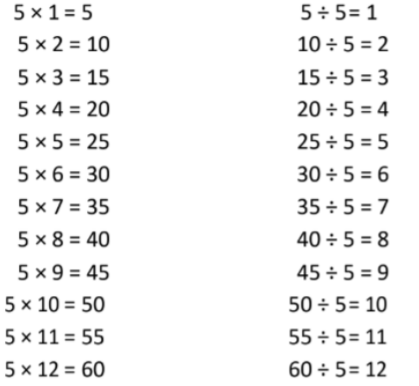 5 × 1 = 5 5 ÷ 5= 1
5 × 2 = 10 10 ÷ 5 = 2
5 × 3 = 15 15 ÷ 5 = 3
5 × 4 = 20 20 ÷ 5 = 4
5 × 5 = 25 25 ÷ 5 = 5
5 × 6 = 30 30 ÷ 5 = 6
5 × 7 = 35 35 ÷ 5 = 7
5 × 8 = 40 40 ÷ 5 = 8
5 × 9 = 45 45 ÷ 5 = 9
5 × 10 = 50 50 ÷ 5= 10
5 × 11 = 55 55 ÷ 5= 11
5 × 12 = 60 60 ÷ 5= 12